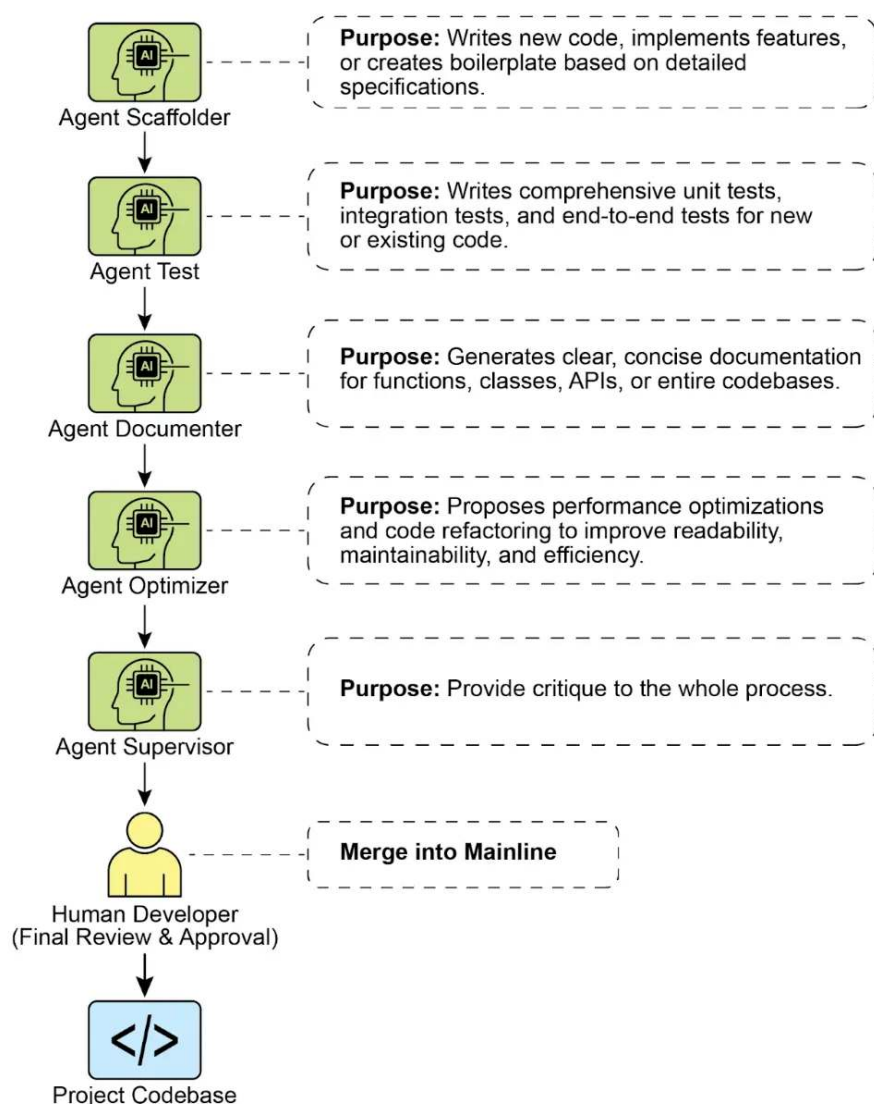 AI
Purpose: Writes new code, implements features,
or creates boilerplate based on detailed
specifications.
Agent Scaffolder
AI
Purpose: Writes comprehensive unit tests,
integration tests, and end-to-end tests for new
or existing code.
Agent Test
AI
Purpose: Generates clear, concise documentation
for functions, classes, APIs, or entire codebases.
Agent Documenter
AI
Purpose: Proposes performance optimizations
and code refactoring to improve readability,
maintainability, and efficiency.
Agent Optimizer
AI
Purpose: Provide critique to the whole process.
Agent Supervisor
Merge into Mainline
Human Developer
(Final Review & Approval)
</>
Project Codebase